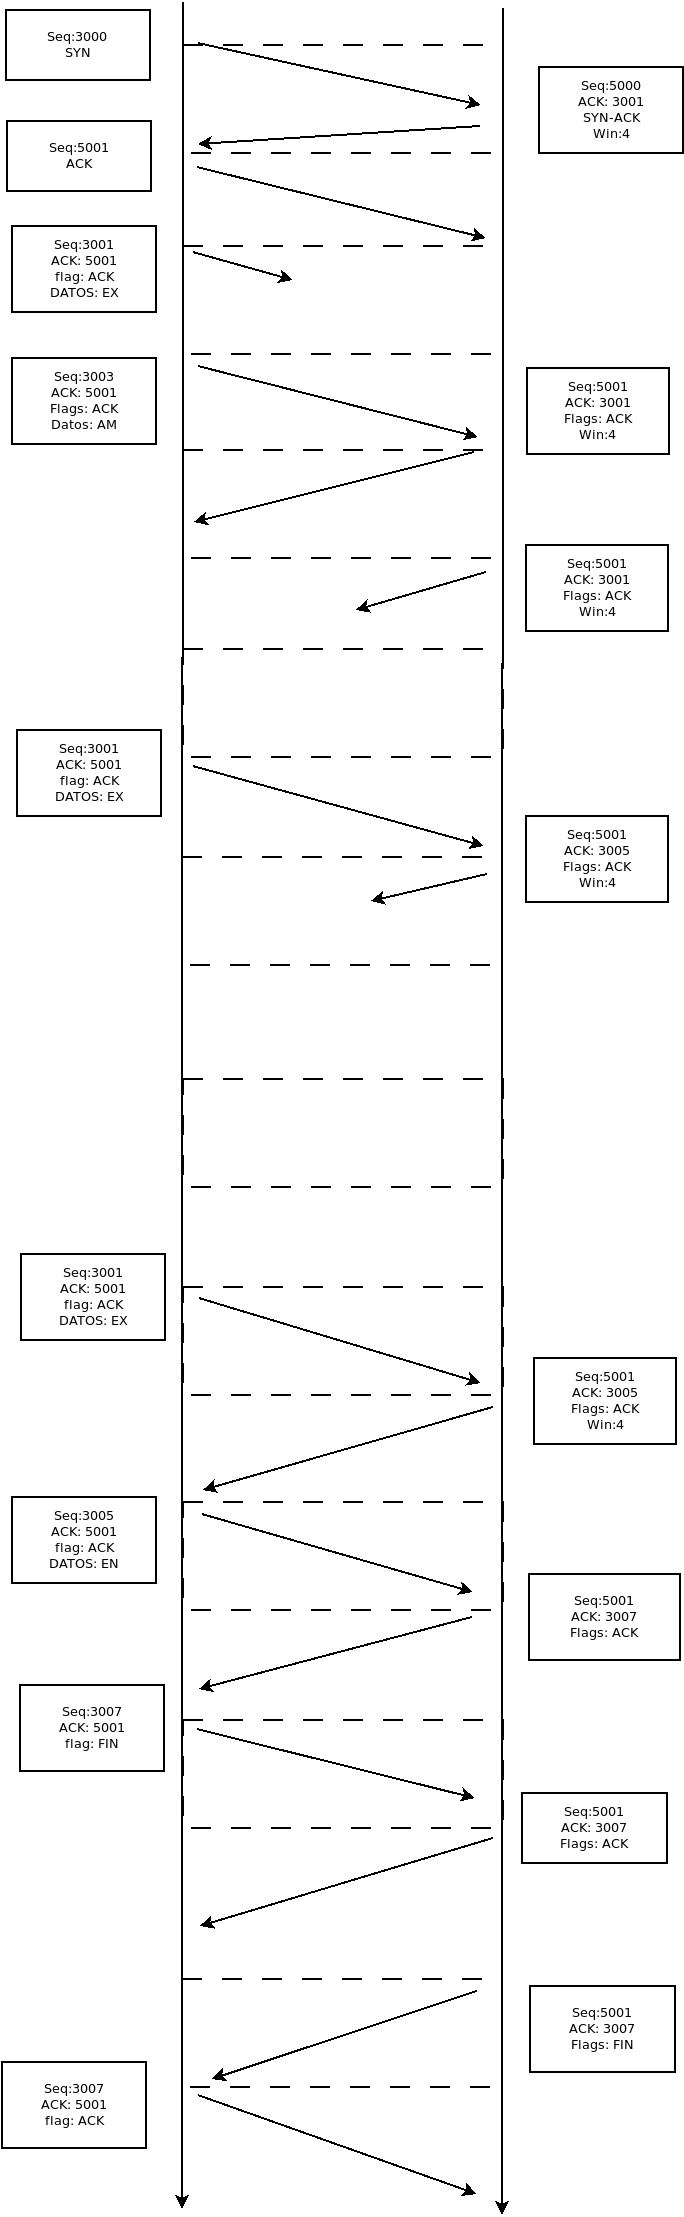 Seq:3000
SYN
Seq:5000
ACK: 3001
SYN-ACK
Win:4
Seq:5001
ACK
Seq:3001
ACK: 5001
flag: ACK
DATOS: EX
Seq:3003
ACK: 5001
Flags: ACK
Datos: AM
Seq:5001
ACK: 3001
Flags: ACK
Win:4
Seq:5001
ACK: 3001
Flags: ACK
Win:4
Seq:3001
ACK: 5001
flag: ACK
DATOS: EX
Seq:5001
ACK: 3005
Flags: ACK
Win:4
Seq:3001
ACK: 5001
flag: ACK
DATOS: EX
Seq:5001
ACK: 3005
Flags: ACK
Win:4
Seq:3005
ACK: 5001
flag: ACK
DATOS: EN
Seq:5001
ACK: 3007
Flags: ACK
Seq:3007
ACK: 5001
flag: FIN
Seq:5001
ACK: 3007
Flags: ACK
Seq:5001
ACK: 3007
Flags: FIN
Seq:3007
ACK: 5001
flag: ACK